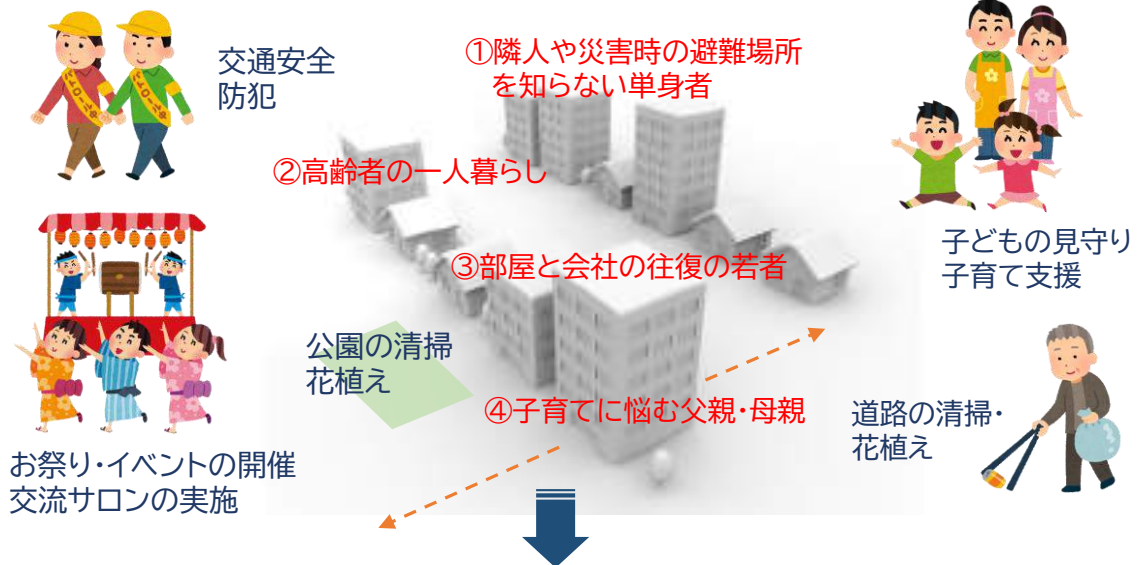 交通安全
防犯
①隣人や災害時の避難場所
を知らない単身者
②高齢者の一人暮らし
③部屋と会社の往復の若者
子どもの見守り
子育て支援
公園の清掃
花植え
④子育てに悩む父親・母親
道路の清掃・
花植え
お祭り・イベントの開催
交流サロンの実施